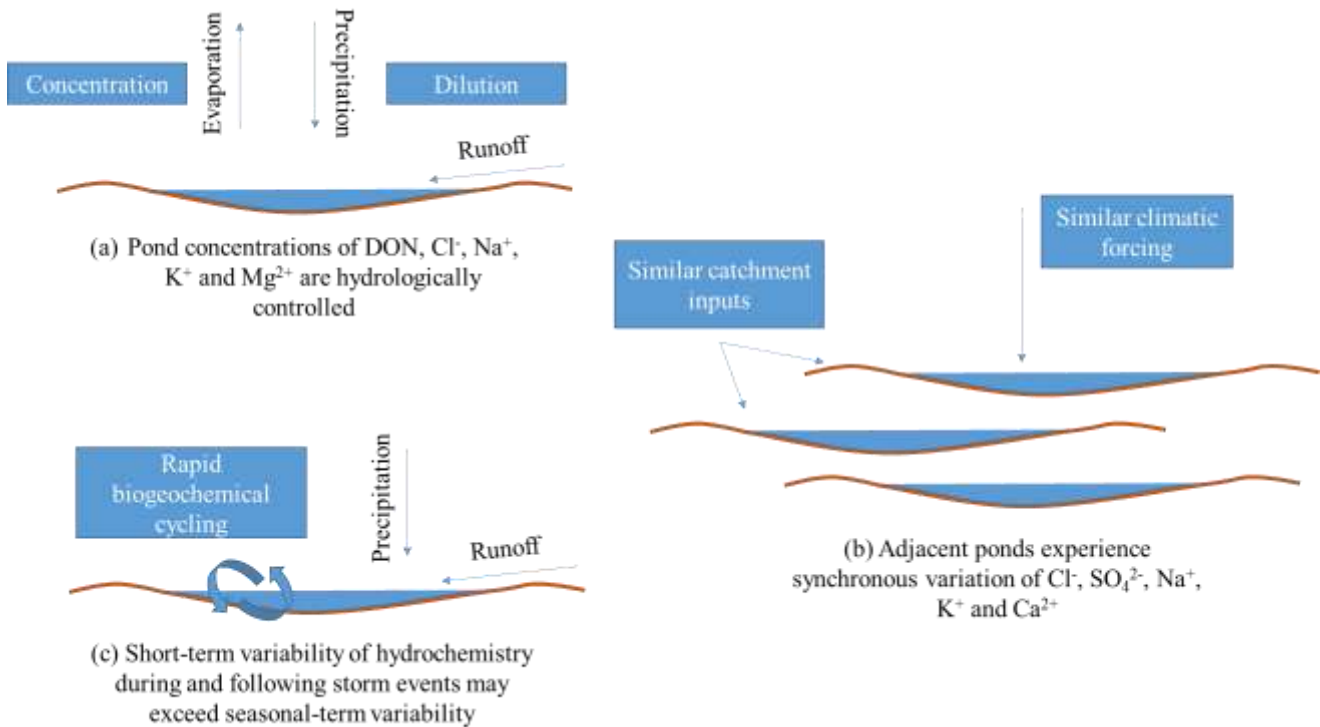 Concentration
Evaporation
Precipitation
Dilution
Runoff
(a) Pond concentrations of DON, Cl⁻, Na⁺,
K⁺ and Mg²⁺ are hydrologically
controlled
Similar climatic
forcing
Similar catchment
inputs
(b) Adjacent ponds experience
synchronous variation of Cl⁻, SO₄²⁻, Na⁺,
K⁺ and Ca²⁺
Rapid
biogeochemical
cycling
Precipitation
Runoff
(c) Short-term variability of hydrochemistry
during and following storm events may
exceed seasonal-term variability